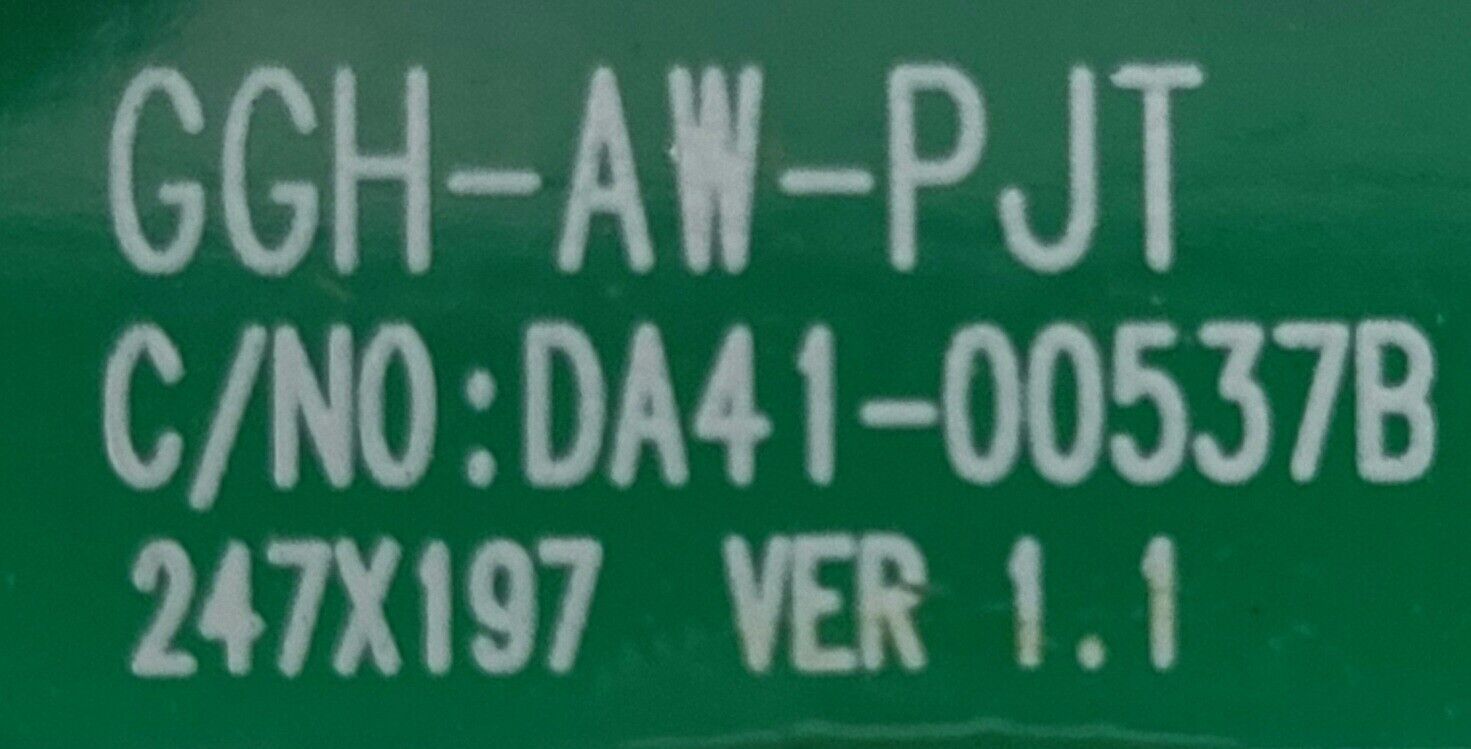 GGH-AW-PJT
C/NO:DA41-00537B
247X197 VER 1.1